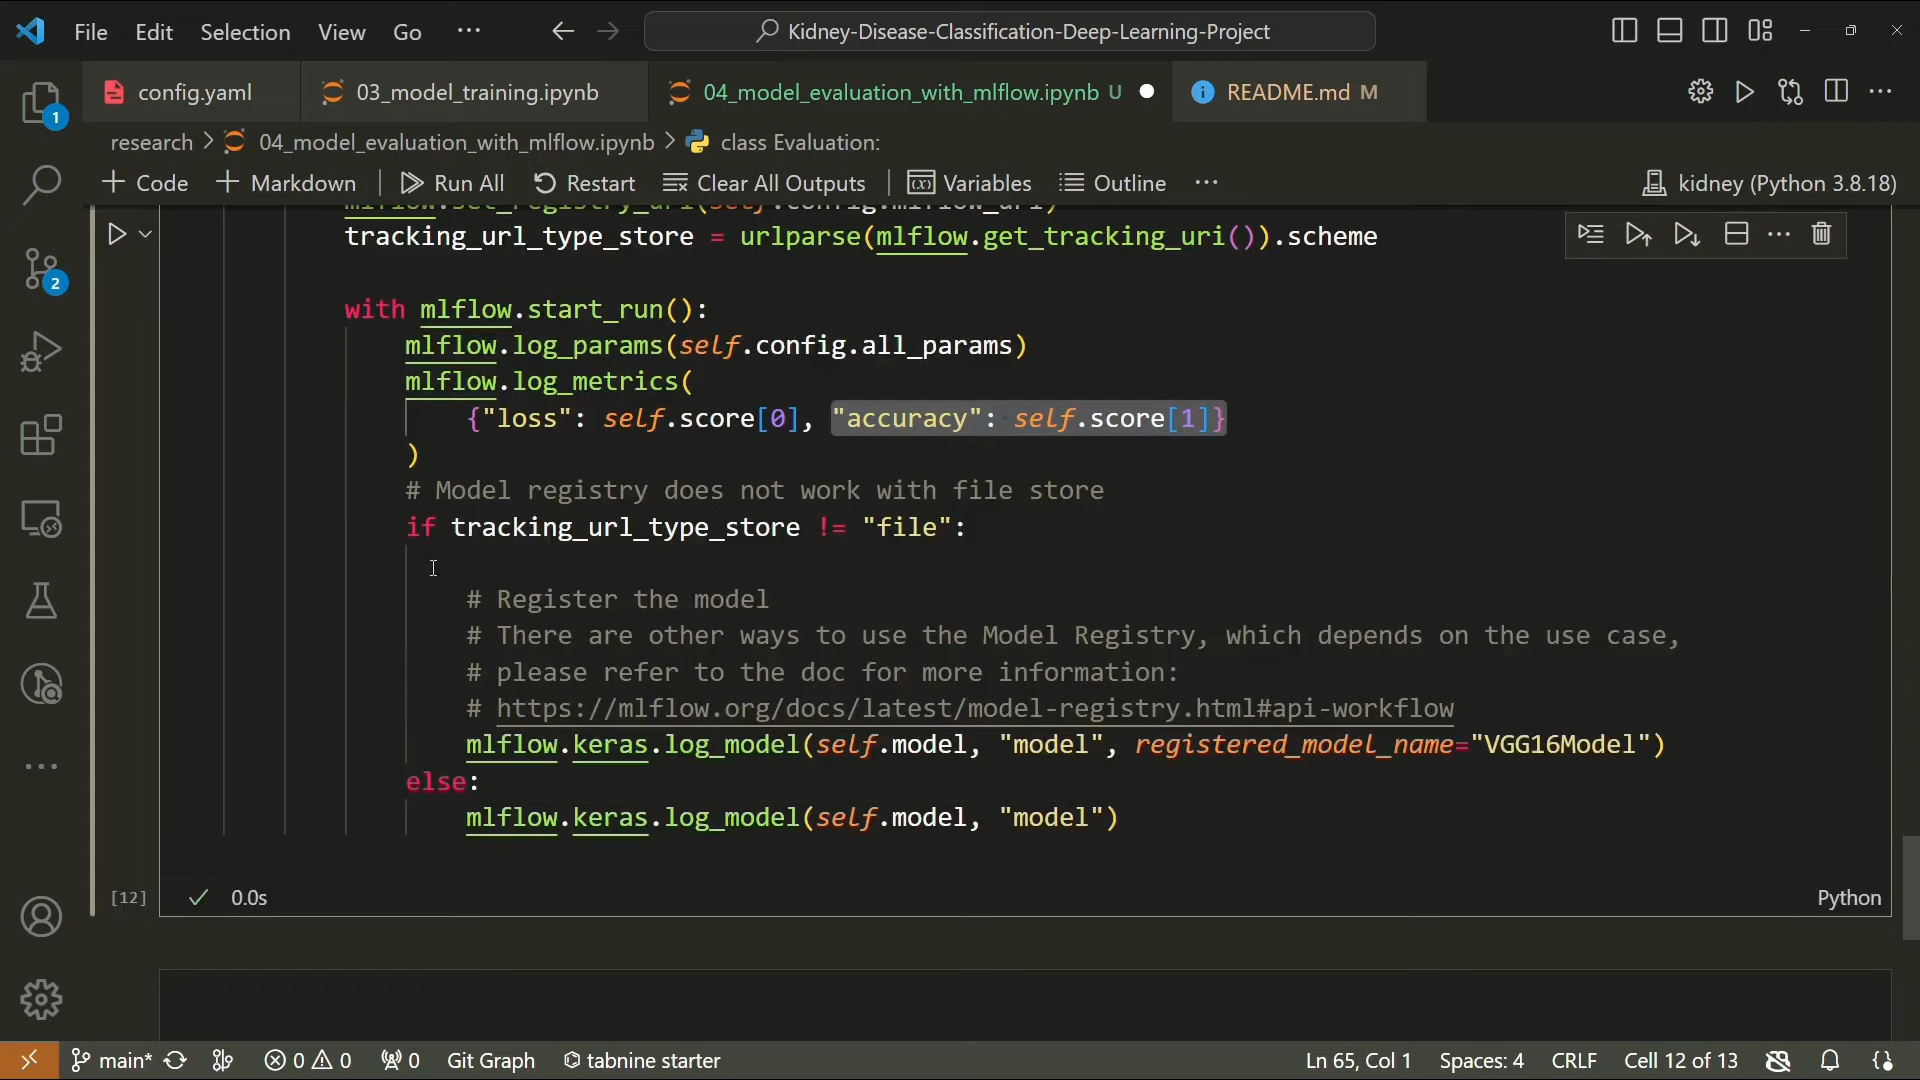 File Edit Selection View Go ··· Kidney-Disease-Classification-Deep-Learning-Project
config.yaml 03_model_training.ipynb 04_model_evaluation_with_mlflow.ipynb U README.md M
research > 04_model_evaluation_with_mlflow.ipynb > class Evaluation:
+ Code + Markdown Run All Restart Clear All Outputs Variables Outline ··· kidney (Python 3.8.18)
mlflow.set_registry_uri(self.config.mlflow_uri)
tracking_url_type_store = urlparse(mlflow.get_tracking_uri()).scheme
with mlflow.start_run():
mlflow.log_params(self.config.all_params)
mlflow.log_metrics(
{"loss": self.score[0], "accuracy": self.score[1]}
)
# Model registry does not work with file store
if tracking_url_type_store != "file":
# Register the model
# There are other ways to use the Model Registry, which depends on the use case,
# please refer to the doc for more information:
# https://mlflow.org/docs/latest/model-registry.html#api-workflow
mlflow.keras.log_model(self.model, "model", registered_model_name="VGG16Model")
else:
mlflow.keras.log_model(self.model, "model")
[12] 0.0s Python
1
2
main* 0 0 0 Git Graph tabnine starter Ln 65, Col 1 Spaces: 4 CRLF Cell 12 of 13